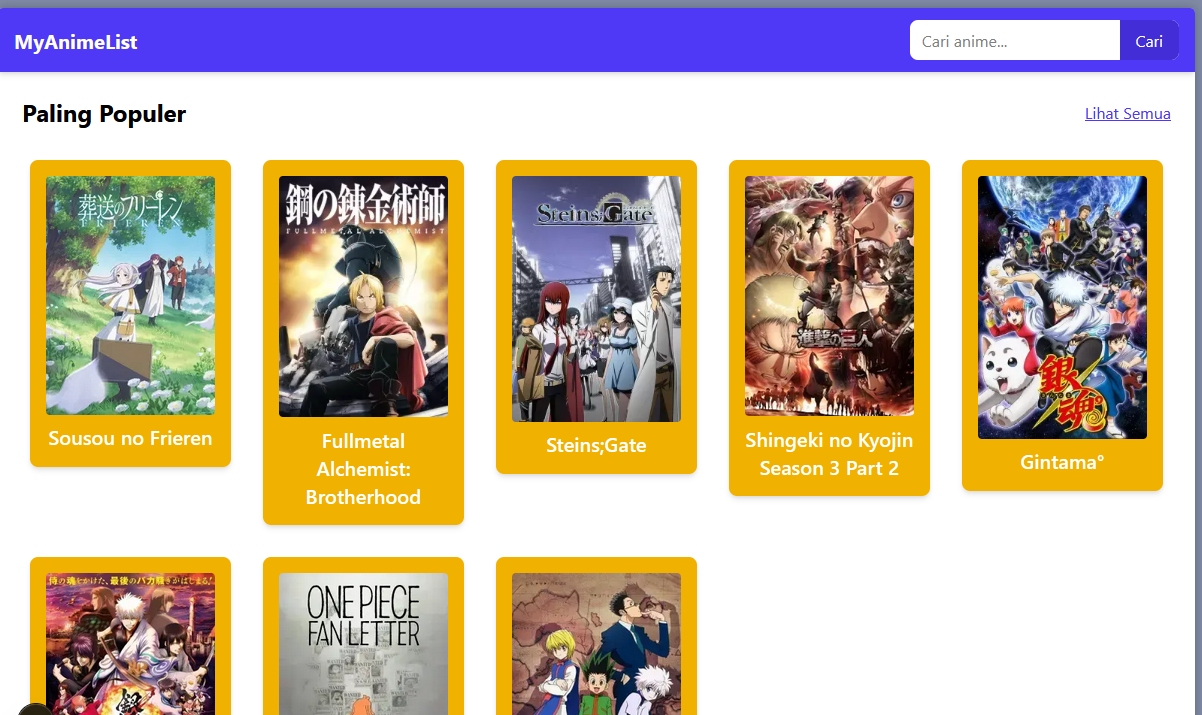 MyAnimeList
Cari anime...
Cari
Paling Populer
Lihat Semua
葬送のフリーレン
FRIEREN
Sousou no Frieren
鋼の錬金術師
FULLMETAL ALCHEMIST
Fullmetal
Alchemist:
Brotherhood
Steins;Gate
Steins;Gate
進撃の巨人
Shingeki no Kyojin
Season 3 Part 2
銀魂
Gintama°
侍の魂をかけた、最後のバカ騒ぎがはじまる!
ONE PIECE
FAN LETTER